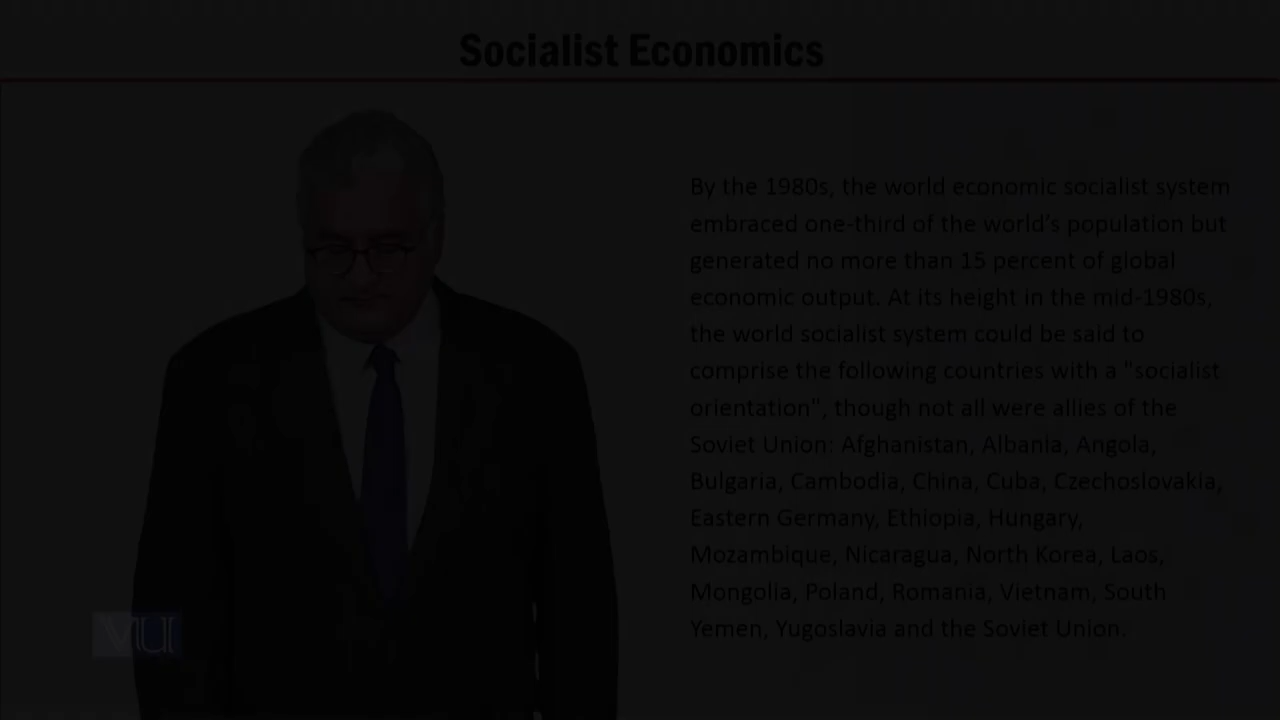 Socialist Economics
By the 1980s, the world economic socialist system
embraced one-third of the world’s population but
generated no more than 15 percent of global
economic output. At its height in the mid-1980s,
the world socialist system could be said to
comprise the following countries with a "socialist
orientation", though not all were allies of the
Soviet Union: Afghanistan, Albania, Angola,
Bulgaria, Cambodia, China, Cuba, Czechoslovakia,
Eastern Germany, Ethiopia, Hungary,
Mozambique, Nicaragua, North Korea, Laos,
Mongolla, Poland, Romania, Vietnam, South
Yemen, Yugoslavia and the Soviet Union.
VU